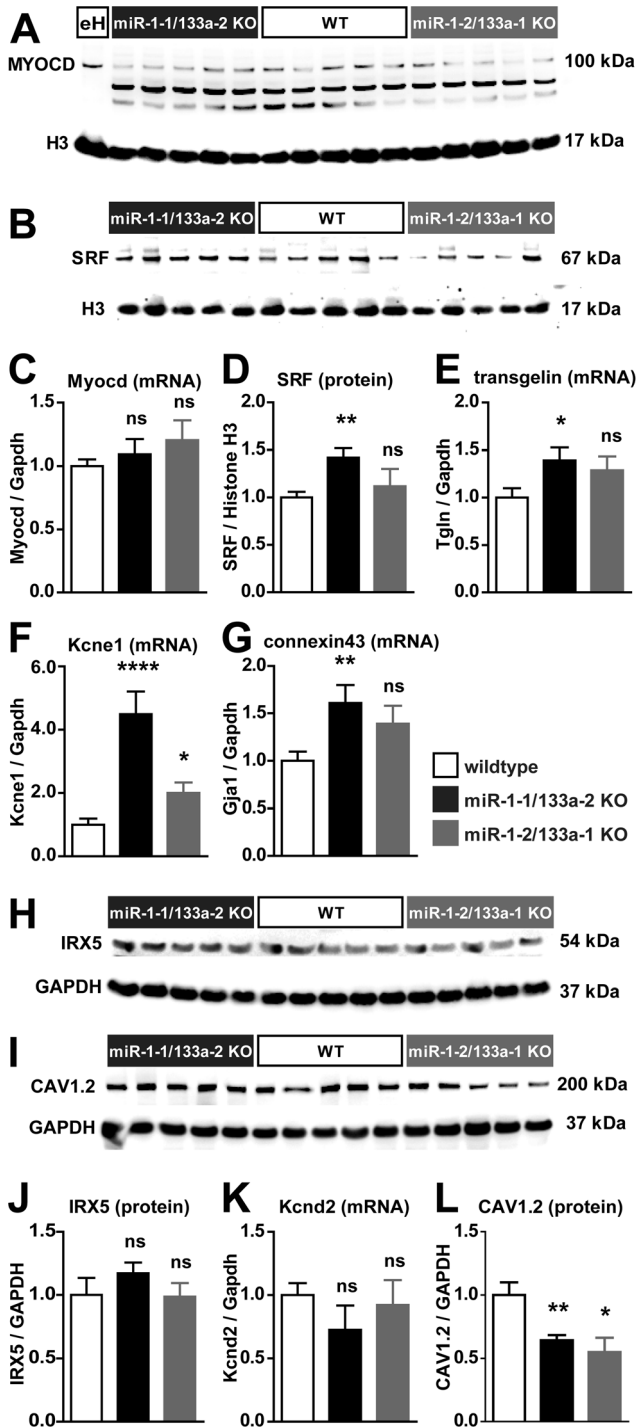 A
eH miR-1-1/133a-2 KO WT miR-1-2/133a-1 KO
MYOCD 100 kDa
H3 17 kDa
B
miR-1-1/133a-2 KO WT miR-1-2/133a-1 KO
SRF 67 kDa
H3 17 kDa
C Myocd (mRNA)
Myocd / Gapdh
1.5
1.0
0.5
0.0
ns
ns
D SRF (protein)
SRF / Histone H3
2.0
1.5
1.0
0.5
0.0
**
ns
E transgelin (mRNA)
Tgln / Gapdh
2.0
1.5
1.0
0.5
0.0
*
ns
F Kcne1 (mRNA)
Kcne1 / Gapdh
6.0
4.0
2.0
0.0
****
*
G connexin43 (mRNA)
Gja1 / Gapdh
2.0
1.5
1.0
0.5
0.0
**
ns
wildtype
miR-1-1/133a-2 KO
miR-1-2/133a-1 KO
H
miR-1-1/133a-2 KO WT miR-1-2/133a-1 KO
IRX5 54 kDa
GAPDH 37 kDa
I
miR-1-1/133a-2 KO WT miR-1-2/133a-1 KO
CAV1.2 200 kDa
GAPDH 37 kDa
J IRX5 (protein)
IRX5 / GAPDH
1.5
1.0
0.5
0.0
ns
ns
K Kcnd2 (mRNA)
Kcnd2 / Gapdh
1.5
1.0
0.5
0.0
ns
ns
L CAV1.2 (protein)
CAV1.2 / GAPDH
1.5
1.0
0.5
0.0
**
*